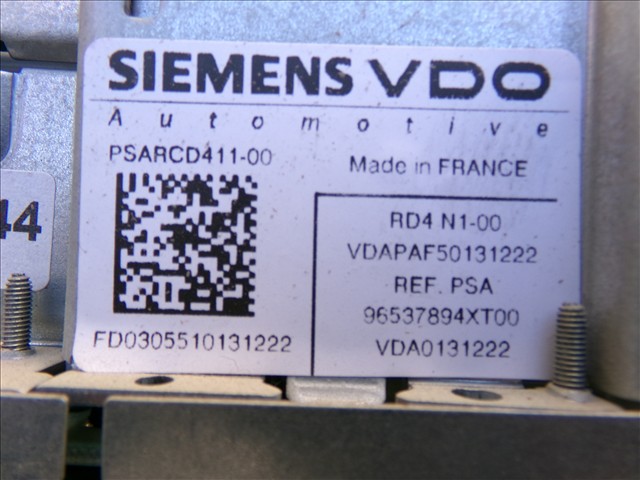 SIEMENS VDO
Automotive
PSARCD411-00
Made in FRANCE
RD4 N1-00
VDAPAF50131222
REF. PSA
96537894XT00
VDA0131222
FD0305510131222
44